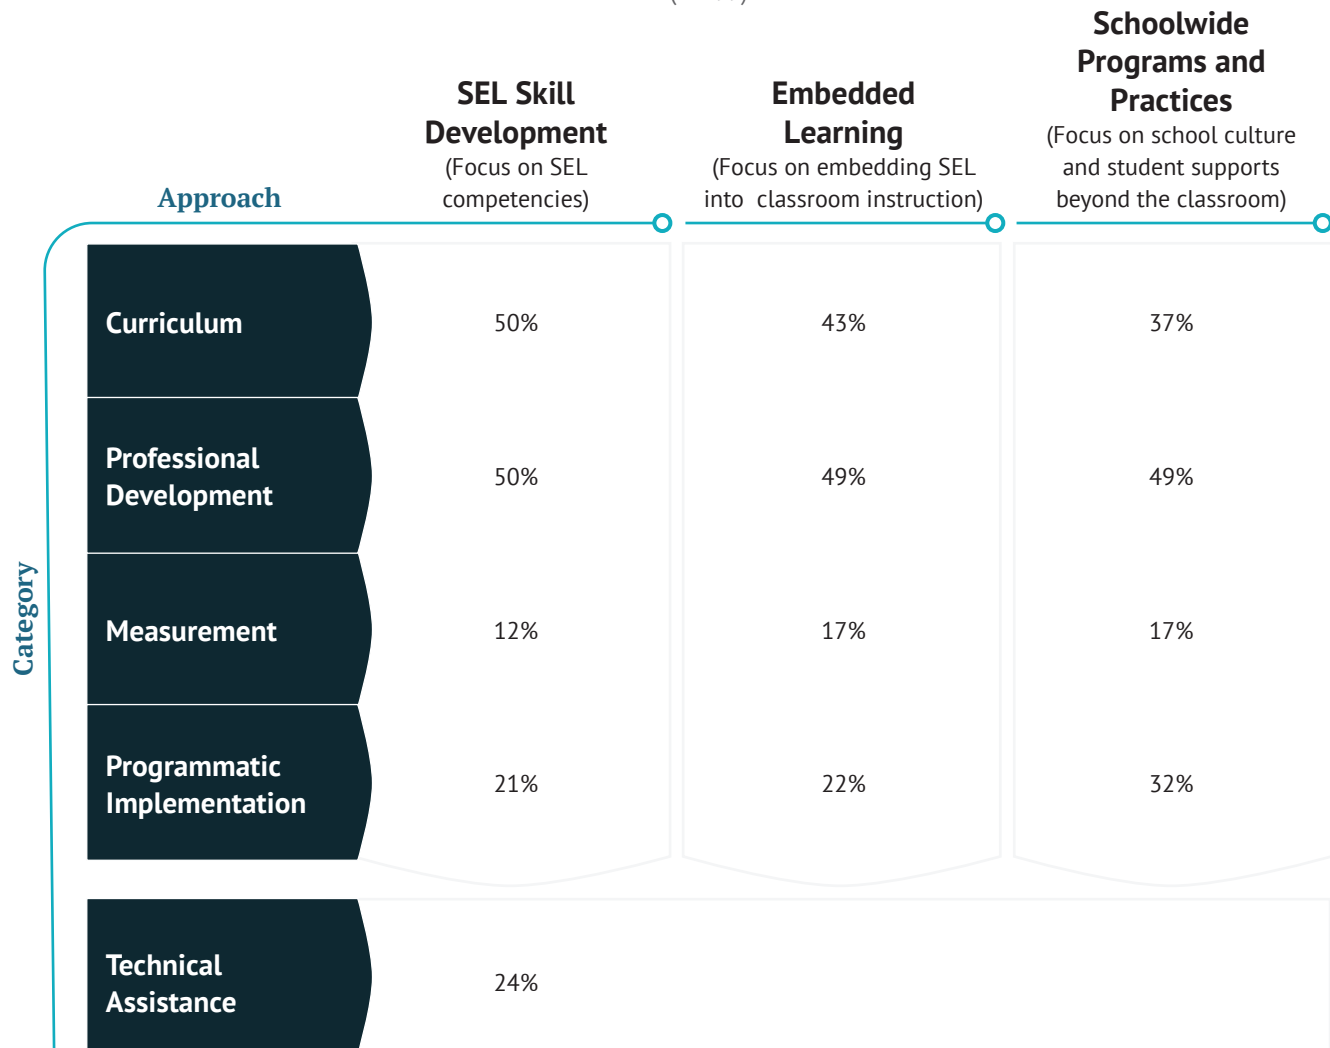 SEL Skill
Development
(Focus on SEL
competencies)
Embedded
Learning
(Focus on embedding SEL
into classroom instruction)
Schoolwide
Programs and
Practices
(Focus on school culture
and student supports
beyond the classroom)
Approach
Category
Curriculum
50%
43%
37%
Professional
Development
50%
49%
49%
Measurement
12%
17%
17%
Programmatic
Implementation
21%
22%
32%
Technical
Assistance
24%